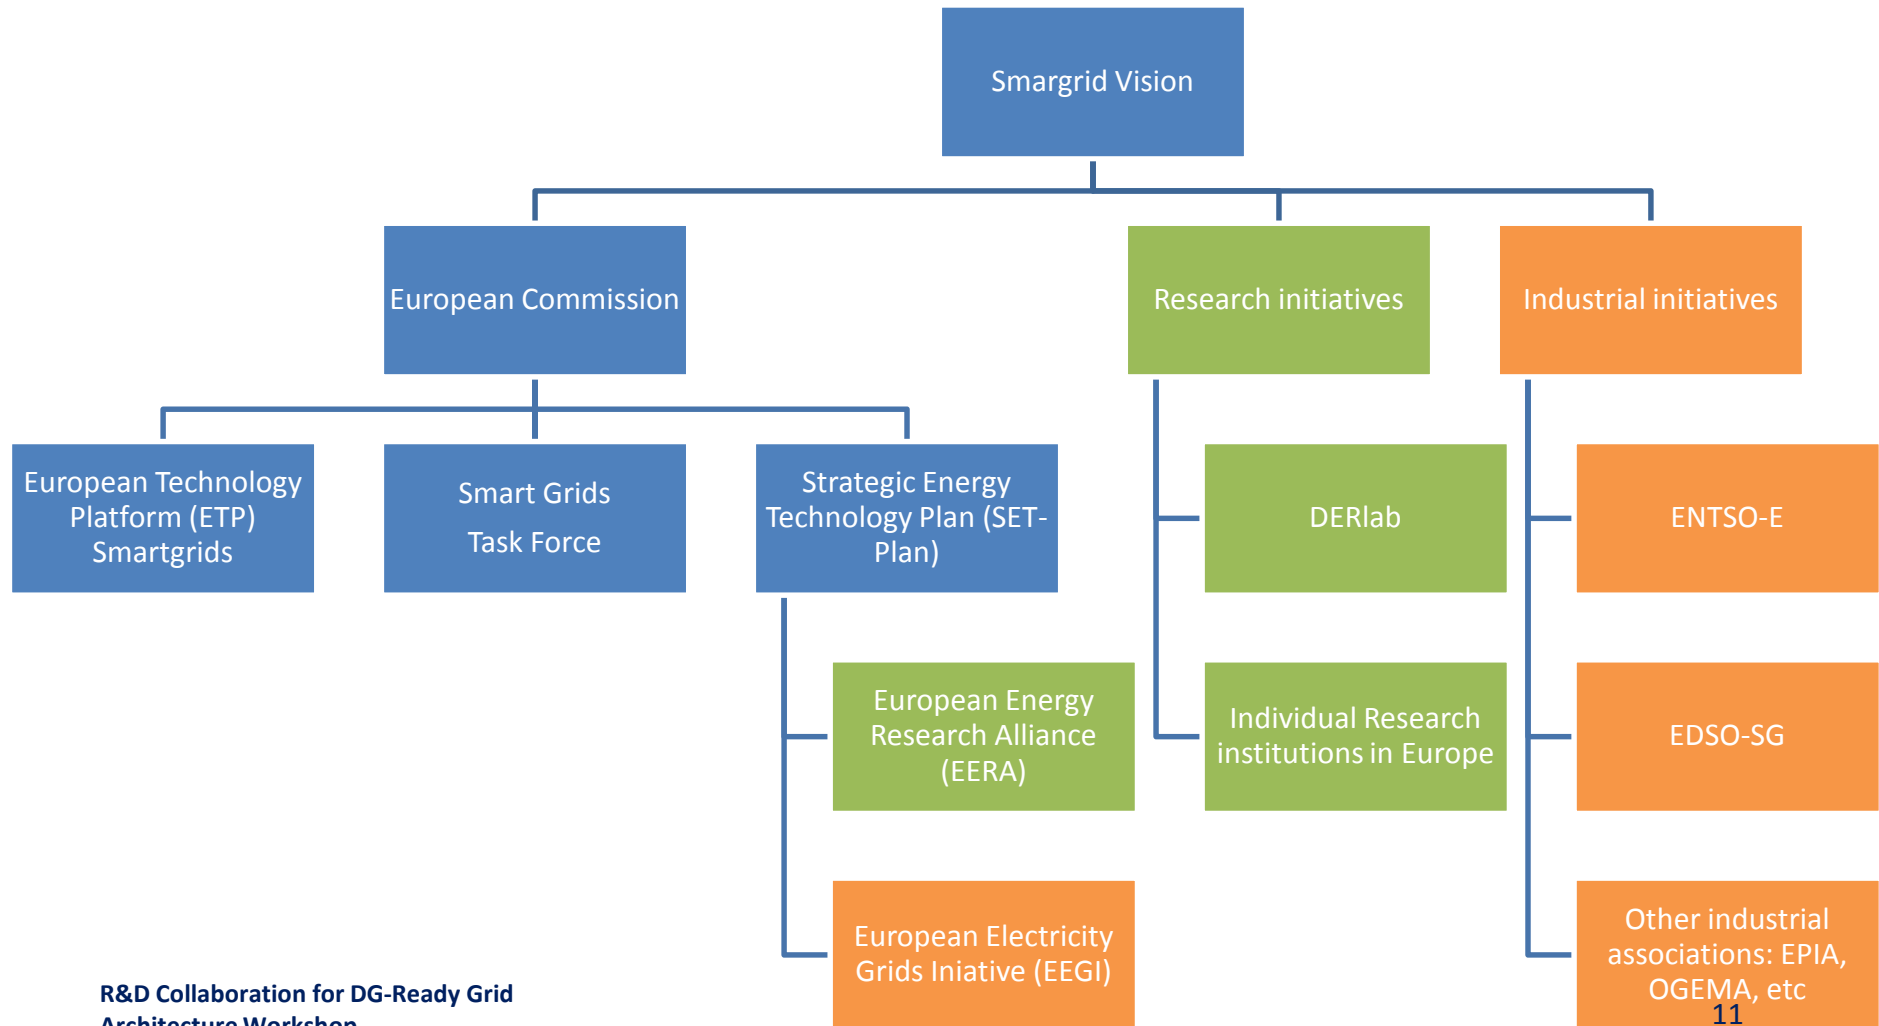 Smargrid Vision
European Commission
Research initiatives
Industrial initiatives
European Technology
Platform (ETP)
Smartgrids
Smart Grids
Task Force
Strategic Energy
Technology Plan (SET-
Plan)
DERlab
ENTSO-E
European Energy
Research Alliance
(EERA)
Individual Research
institutions in Europe
EDSO-SG
European Electricity
Grids Iniative (EEGI)
Other industrial
associations: EPIA,
OGEMA, etc
R&D Collaboration for DG-Ready Grid
Architecture Workshop
11